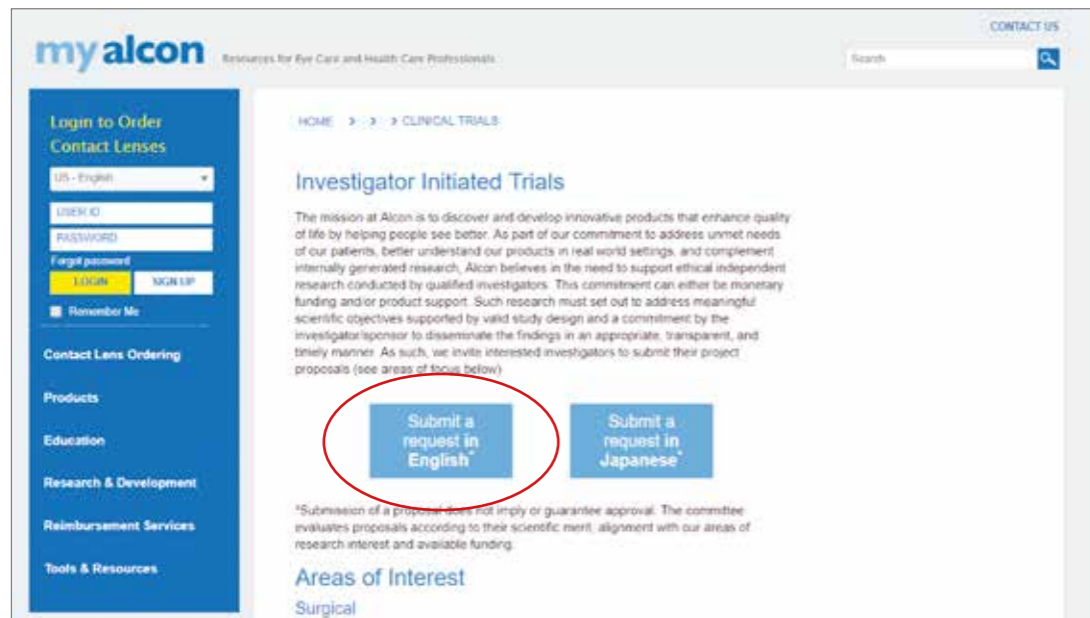 CONTACT US
my alcon
Resources for Eye Care and Health Care Professionals
Search
Login to Order
Contact Lenses
US - English
USER ID
PASSWORD
Forgot password
LOGIN
SIGN UP
Remember Me
Contact Lens Ordering
Products
Education
Research & Development
Reimbursement Services
Tools & Resources
HOME > > > CLINICAL TRIALS
Investigator Initiated Trials
The mission at Alcon is to discover and develop innovative products that enhance quality
of life by helping people see better. As part of our commitment to address unmet needs
of our patients, better understand our products in real world settings, and complement
internally generated research, Alcon believes in the need to support ethical independent
research conducted by qualified investigators. This commitment can either be monetary
funding and/or product support. Such research must set out to address meaningful
scientific objectives supported by valid study design and a commitment by the
investigator/sponsor to disseminate the findings in an appropriate, transparent, and
timely manner. As such, we invite interested investigators to submit their project
proposals (see areas of focus below)
Submit a
request in
English*
Submit a
request in
Japanese*
*Submission of a proposal does not imply or guarantee approval. The committee
evaluates proposals according to their scientific merit, alignment with our areas of
research interest and available funding.
Areas of Interest
Surgical